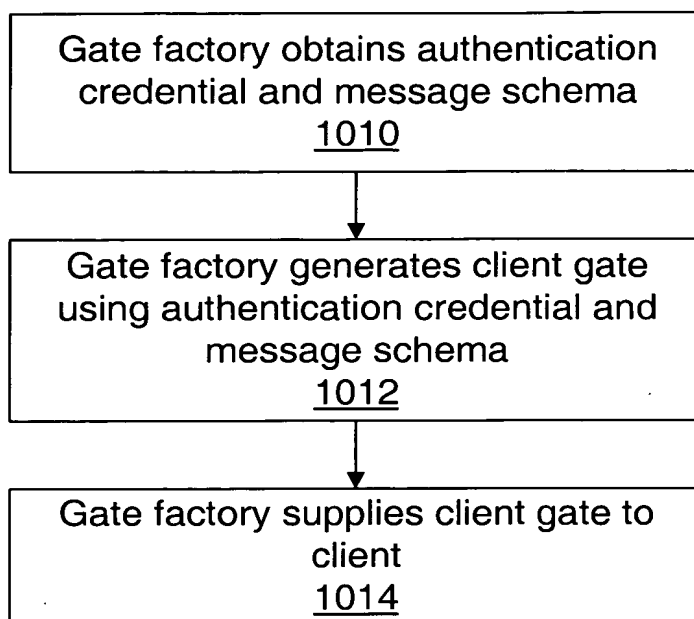 Gate factory obtains authentication
credential and message schema
1010
Gate factory generates client gate
using authentication credential and
message schema
1012
Gate factory supplies client gate to
client
1014